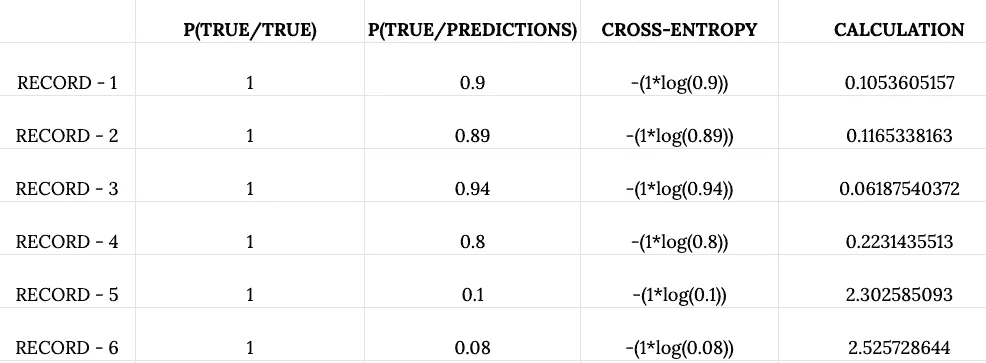 P(TRUE/TRUE) P(TRUE/PREDICTIONS) CROSS-ENTROPY CALCULATION
RECORD - 1 1 0.9 -(1*log(0.9)) 0.1053605157
RECORD - 2 1 0.89 -(1*log(0.89)) 0.1165338163
RECORD - 3 1 0.94 -(1*log(0.94)) 0.06187540372
RECORD - 4 1 0.8 -(1*log(0.8)) 0.2231435513
RECORD - 5 1 0.1 -(1*log(0.1)) 2.302585093
RECORD - 6 1 0.08 -(1*log(0.08)) 2.525728644